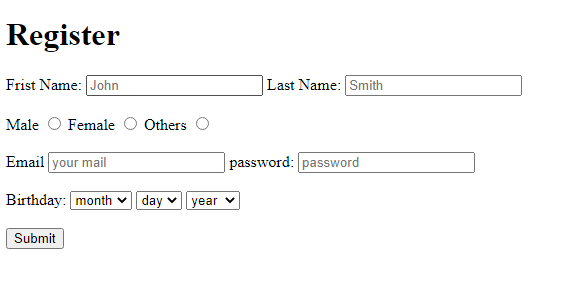 Register
Frist Name: John Last Name: Smith
Male Female Others
Email your mail password: password
Birthday: month day year
Submit